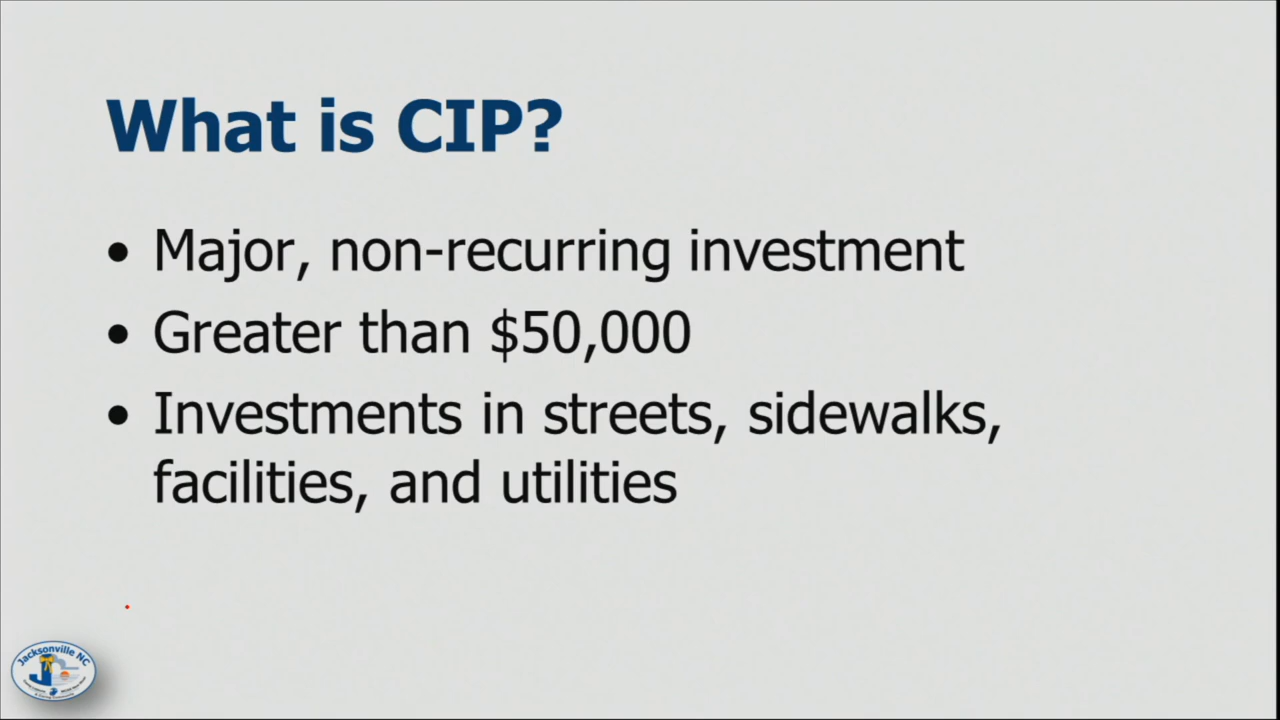 What is CIP?
• Major, non-recurring investment
• Greater than $50,000
• Investments in streets, sidewalks,
facilities, and utilities
Jacksonville NC